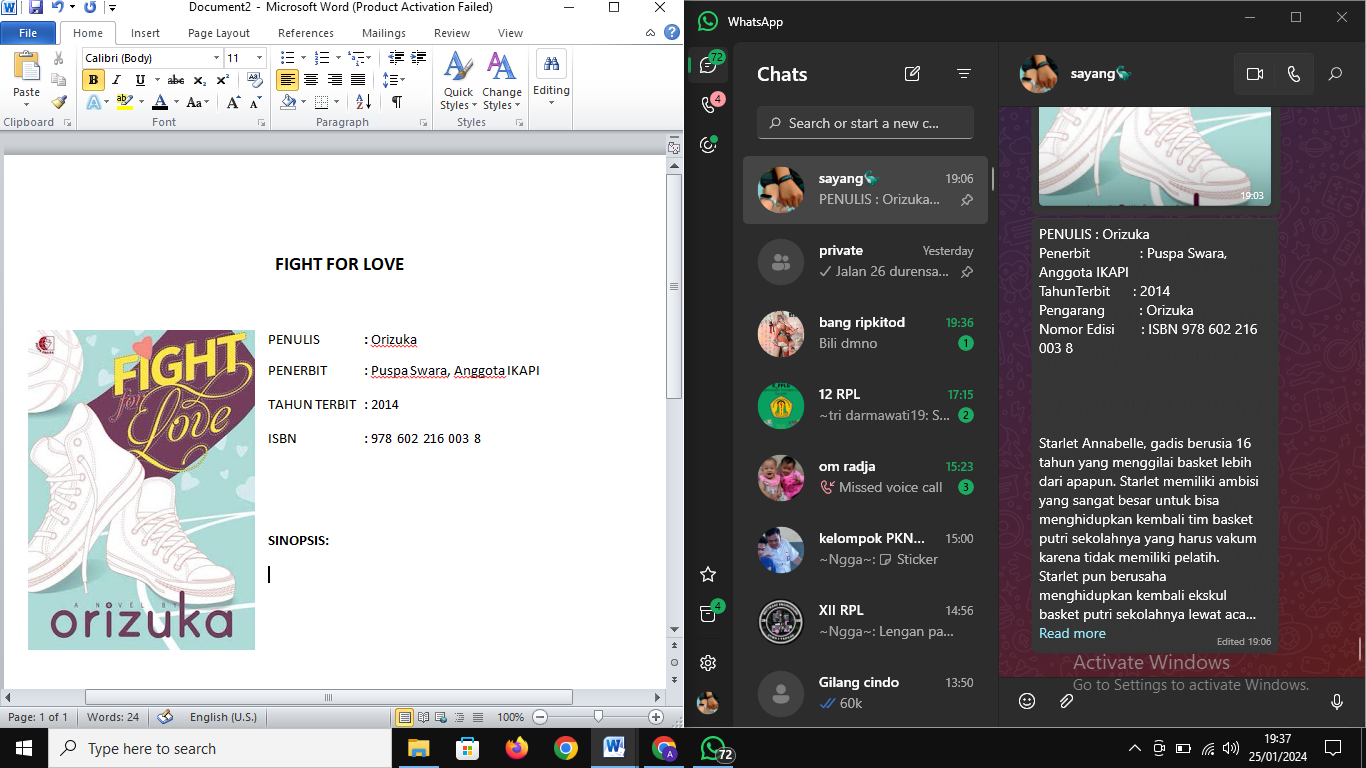 Document2 - Microsoft Word (Product Activation Failed)
File Home Insert Page Layout References Mailings Review View
Calibri (Body) 11
Paste
B I U abc x₂ x²
A ab A Aa A A
Quick Styles
Change Styles
Editing
Clipboard Font Paragraph Styles
FIGHT FOR LOVE
FIGHT
for
Love
A NOVEL BY
orizuka
PENULIS : Orizuka
PENERBIT : Puspa Swara, Anggota IKAPI
TAHUN TERBIT : 2014
ISBN : 978 602 216 003 8
SINOPSIS:
Page: 1 of 1 Words: 24 English (U.S.) 100%
WhatsApp
72
4
4
Chats
Search or start a new c...
sayang 19:06
PENULIS : Orizuka...
private Yesterday
Jalan 26 durensa...
bang ripkitod 19:36
Bili dmno 1
12 RPL 17:15
~tri darmawati19: S... 2
om radja 15:23
Missed voice call 3
kelompok PKN... 15:00
~Ngga~: Sticker
XII RPL 14:56
~Ngga~: Lengan pa...
Gilang cindo 13:50
60k
sayang
19:03
PENULIS : Orizuka
Penerbit : Puspa Swara,
Anggota IKAPI
TahunTerbit : 2014
Pengarang : Orizuka
Nomor Edisi : ISBN 978 602 216
003 8
Starlet Annabelle, gadis berusia 16
tahun yang menggilai basket lebih
dari apapun. Starlet memiliki ambisi
yang sangat besar untuk bisa
menghidupkan kembali tim basket
putri sekolahnya yang harus vakum
karena tidak memiliki pelatih.
Starlet pun berusaha
menghidupkan kembali ekskul
basket putri sekolahnya lewat aca...
Read more
Edited 19:06
Activate Windows
Go to Settings to activate Windows.
Type here to search
72
19:37
25/01/2024